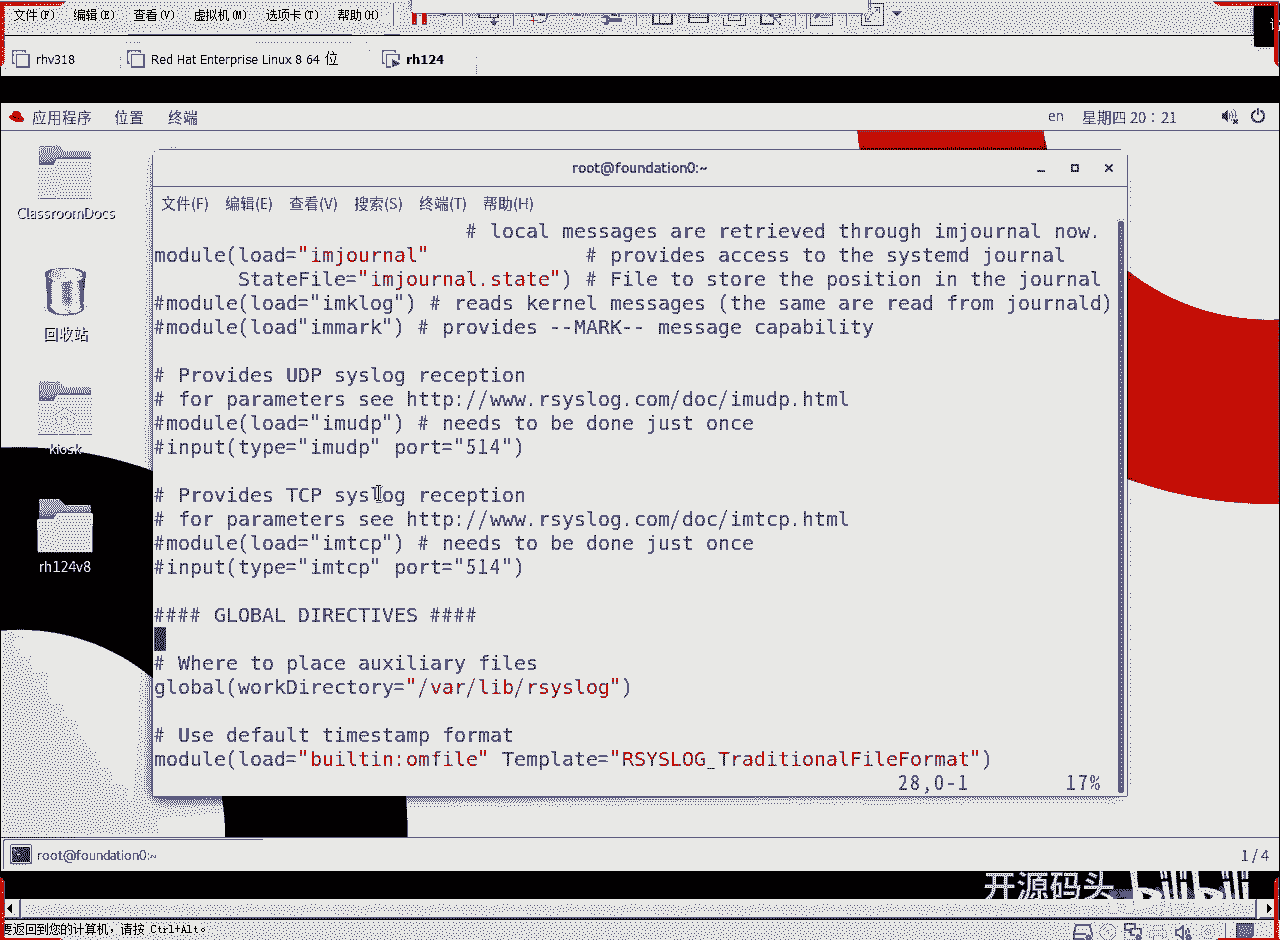 文件(F) 编辑(E) 查看(V) 虚拟机(M) 选项卡(T) 帮助(H)
rhv318 Red Hat Enterprise Linux 8 64 位 rh124
应用程序 位置 终端 en 星期四 20：21
ClassroomDocs
回收站
kiosk
rh124v8
root@foundation0:~
文件(F) 编辑(E) 查看(V) 搜索(S) 终端(T) 帮助(H)
# local messages are retrieved through imjournal now.
module(load="imjournal" # provides access to the systemd journal
StateFile="imjournal.state") # File to store the position in the journal
#module(load="imklog") # reads kernel messages (the same are read from journald)
#module(load"immark") # provides --MARK-- message capability
# Provides UDP syslog reception
# for parameters see http://www.rsyslog.com/doc/imudp.html
#module(load="imudp") # needs to be done just once
#input(type="imudp" port="514")
# Provides TCP syslog reception
# for parameters see http://www.rsyslog.com/doc/imtcp.html
#module(load="imtcp") # needs to be done just once
#input(type="imtcp" port="514")
#### GLOBAL DIRECTIVES ####
# Where to place auxiliary files
global(workDirectory="/var/lib/rsyslog")
# Use default timestamp format
module(load="builtin:omfile" Template="RSYSLOG_TraditionalFileFormat")
28,0-1 17%
root@foundation0:~ 1 / 4
开源码头 bilibili
要返回到您的计算机，请按 Ctrl+Alt。